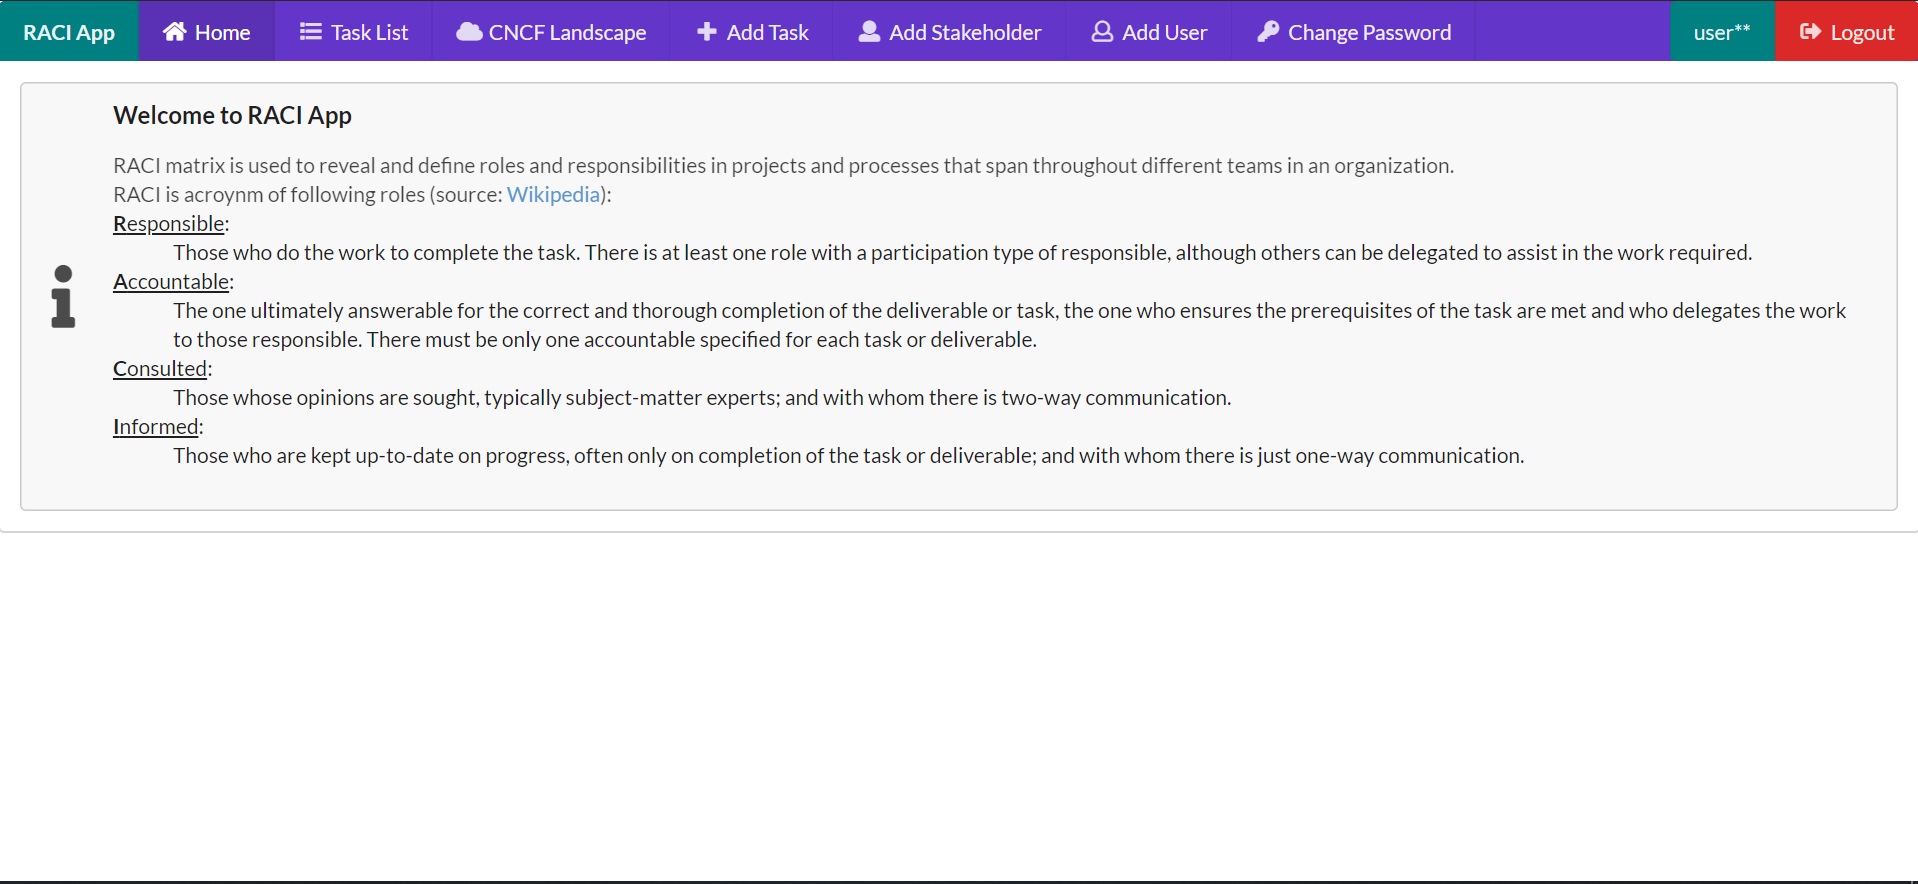 RACI App Home Task List CNCF Landscape Add Task Add Stakeholder Add User Change Password user** Logout
Welcome to RACI App
RACI matrix is used to reveal and define roles and responsibilities in projects and processes that span throughout different teams in an organization.
RACI is acroynm of following roles (source: Wikipedia):
Responsible:
Those who do the work to complete the task. There is at least one role with a participation type of responsible, although others can be delegated to assist in the work required.
Accountable:
The one ultimately answerable for the correct and thorough completion of the deliverable or task, the one who ensures the prerequisites of the task are met and who delegates the work
to those responsible. There must be only one accountable specified for each task or deliverable.
Consulted:
Those whose opinions are sought, typically subject-matter experts; and with whom there is two-way communication.
Informed:
Those who are kept up-to-date on progress, often only on completion of the task or deliverable; and with whom there is just one-way communication.